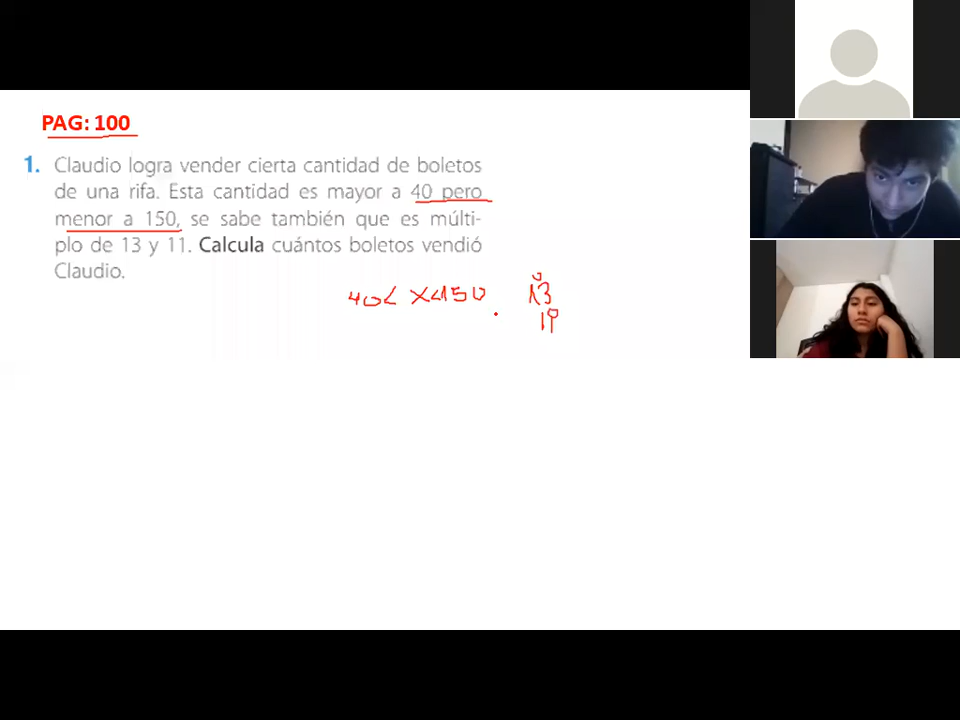 PAG: 100
1. Claudio logra vender cierta cantidad de boletos
de una rifa. Esta cantidad es mayor a 40 pero
menor a 150, se sabe también que es múlti-
plo de 13 y 11. Calcula cuántos boletos vendió
Claudio.
40< X<150 . 13
11